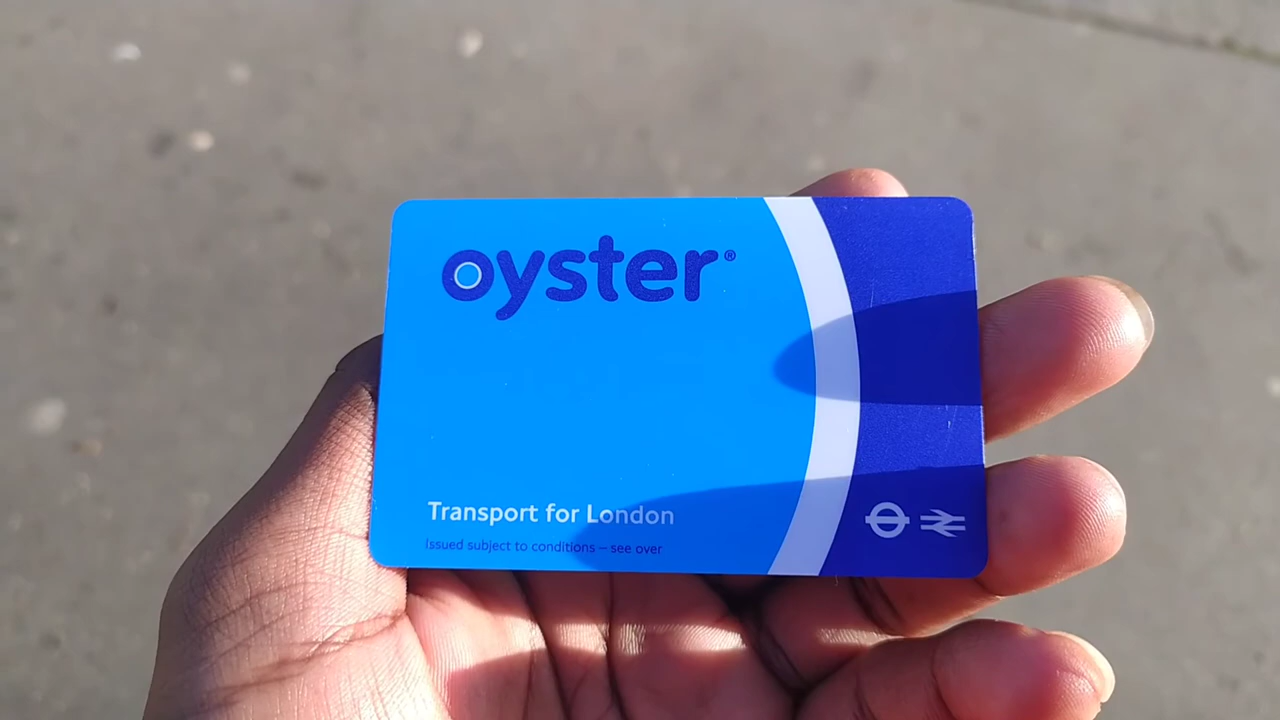 oyster®
Transport for London
Issued subject to conditions – see over